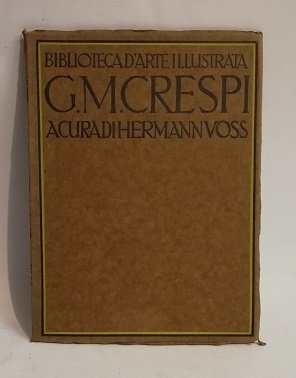 BIBLIOTECA D'ARTE ILLUSTRATA
G.M.CRESPI
A CURA DI HERMANN VOSS